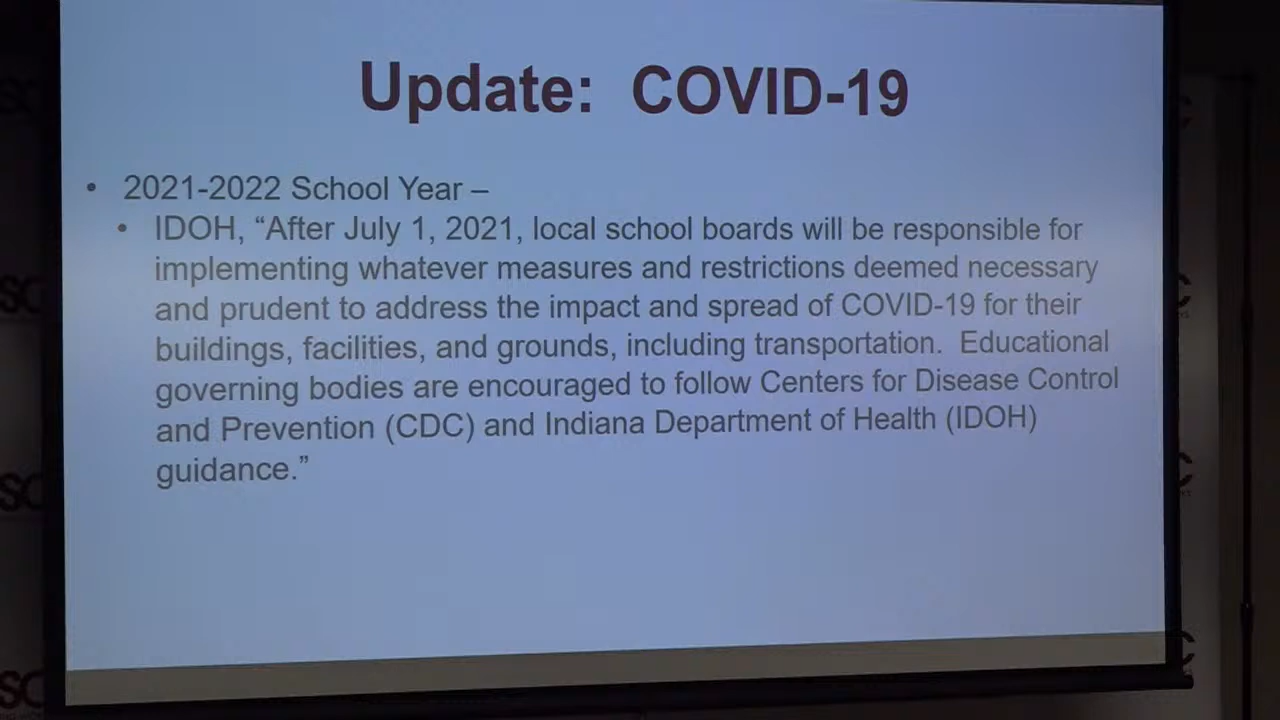 Update: COVID-19
• 2021-2022 School Year –
• IDOH, “After July 1, 2021, local school boards will be responsible for
implementing whatever measures and restrictions deemed necessary
and prudent to address the impact and spread of COVID-19 for their
buildings, facilities, and grounds, including transportation. Educational
governing bodies are encouraged to follow Centers for Disease Control
and Prevention (CDC) and Indiana Department of Health (IDOH)
guidance.”